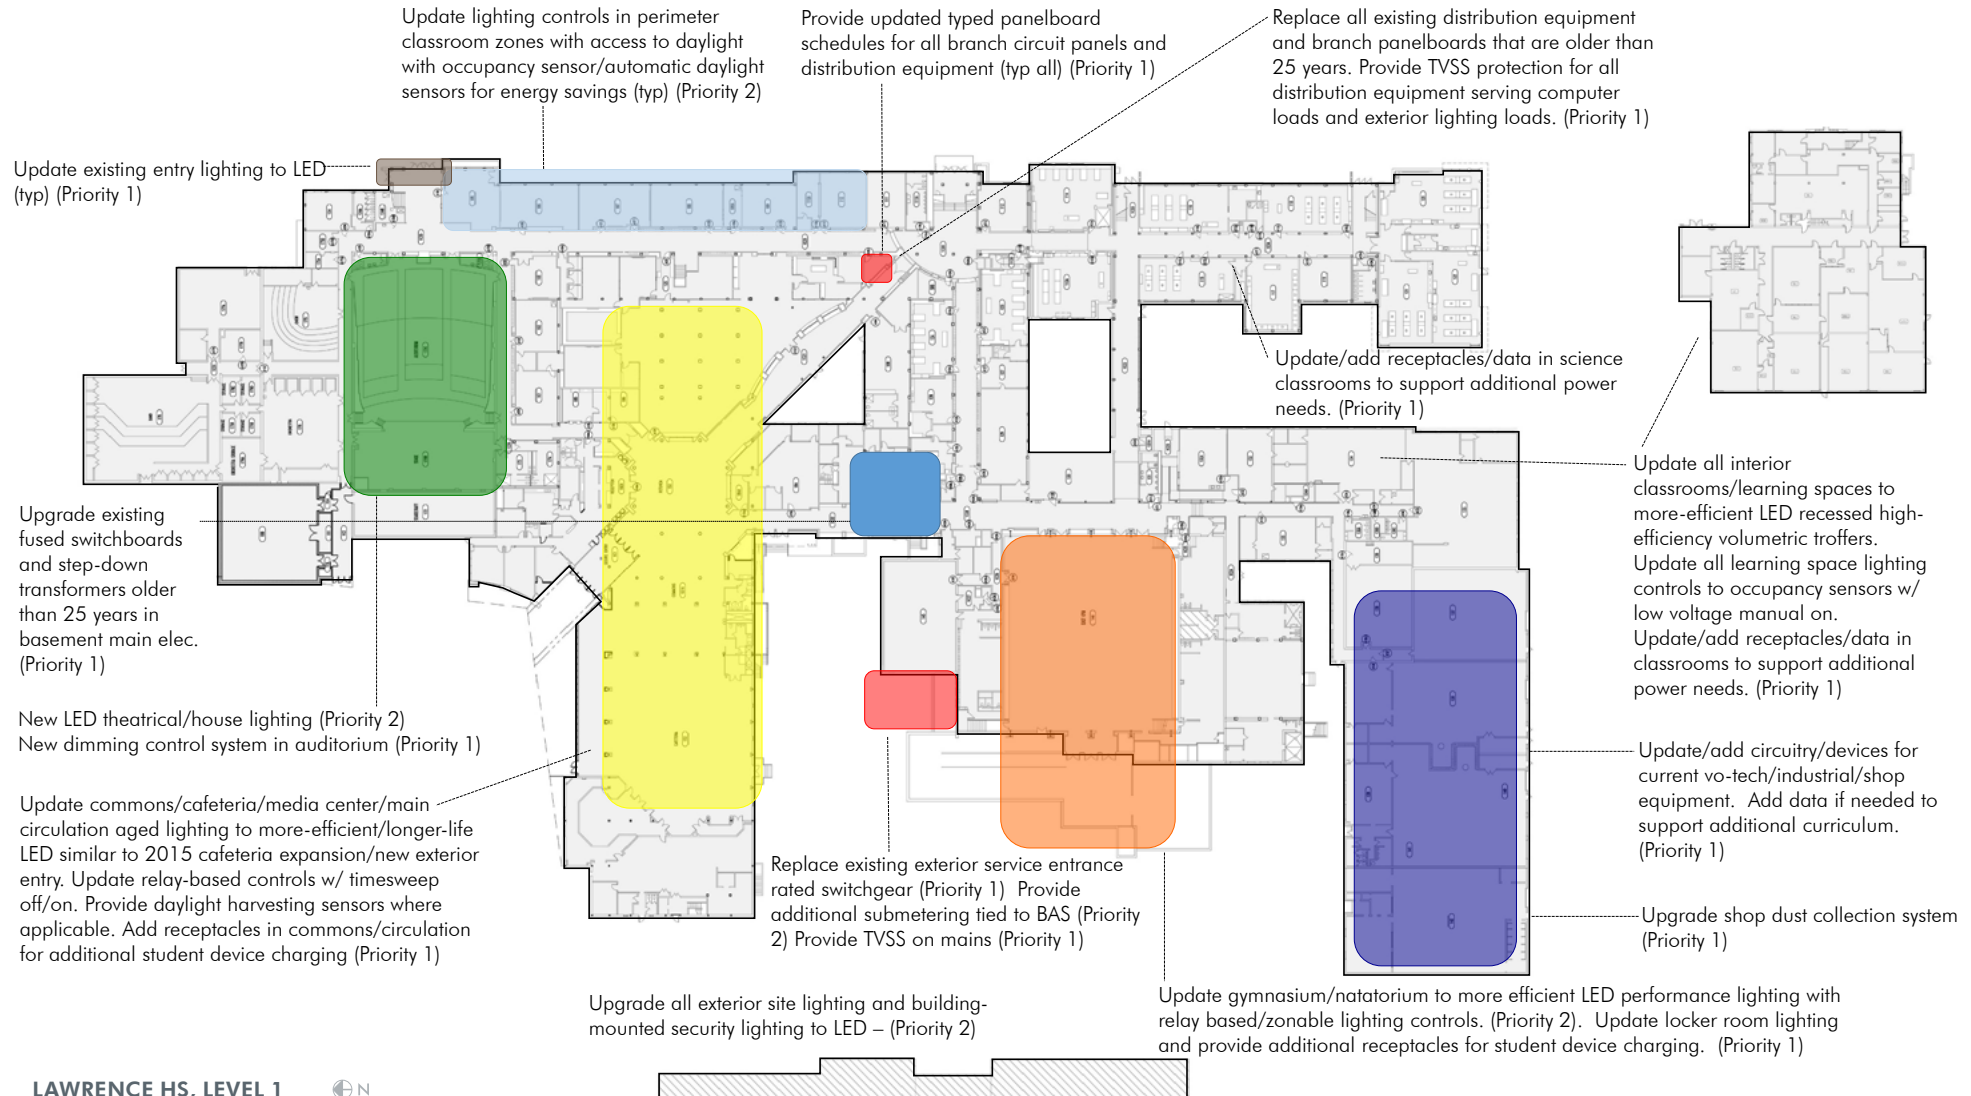 Update lighting controls in perimeter
classroom zones with access to daylight
with occupancy sensor/automatic daylight
sensors for energy savings (typ) (Priority 2)
Provide updated typed panelboard
schedules for all branch circuit panels and
distribution equipment (typ all) (Priority 1)
Replace all existing distribution equipment
and branch panelboards that are older than
25 years. Provide TVSS protection for all
distribution equipment serving computer
loads and exterior lighting loads. (Priority 1)
Update existing entry lighting to LED
(typ) (Priority 1)
Update/add receptacles/data in science
classrooms to support additional power
needs. (Priority 1)
Update all interior
classrooms/learning spaces to
more-efficient LED recessed high-
efficiency volumetric troffers.
Update all learning space lighting
controls to occupancy sensors w/
low voltage manual on.
Update/add receptacles/data in
classrooms to support additional
power needs. (Priority 1)
Upgrade existing
fused switchboards
and step-down
transformers older
than 25 years in
basement main elec.
(Priority 1)
New LED theatrical/house lighting (Priority 2)
New dimming control system in auditorium (Priority 1)
Update commons/cafeteria/media center/main
circulation aged lighting to more-efficient/longer-life
LED similar to 2015 cafeteria expansion/new exterior
entry. Update relay-based controls w/ timesweep
off/on. Provide daylight harvesting sensors where
applicable. Add receptacles in commons/circulation
for additional student device charging (Priority 1)
Replace existing exterior service entrance
rated switchgear (Priority 1)  Provide
additional submetering tied to BAS (Priority
2) Provide TVSS on mains (Priority 1)
Update/add circuitry/devices for
current vo-tech/industrial/shop
equipment.  Add data if needed to
support additional curriculum.
(Priority 1)
Upgrade shop dust collection system
(Priority 1)
Upgrade all exterior site lighting and building-
mounted security lighting to LED – (Priority 2)
Update gymnasium/natatorium to more efficient LED performance lighting with
relay based/zonable lighting controls. (Priority 2).  Update locker room lighting
and provide additional receptacles for student device charging.  (Priority 1)
LAWRENCE HS, LEVEL 1
N